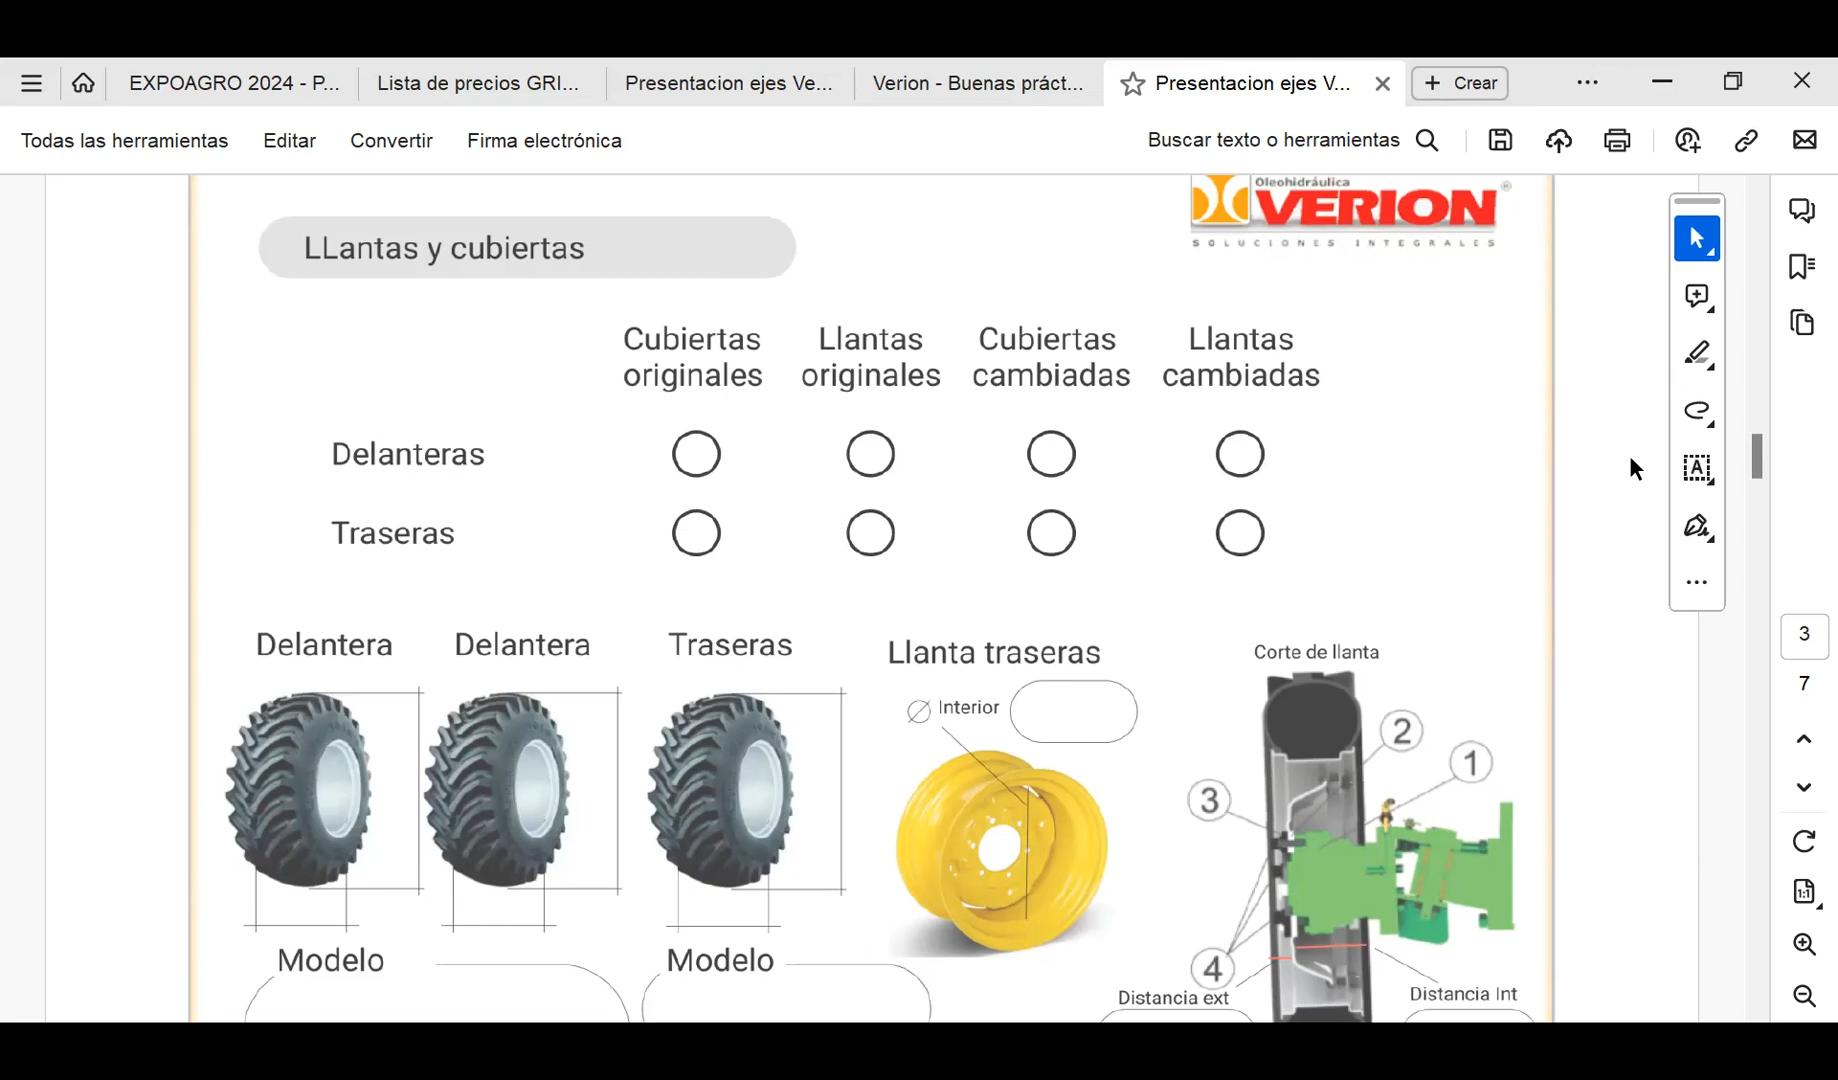 EXPOAGRO 2024 - P...
Lista de precios GRI...
Presentacion ejes Ve...
Verion - Buenas práct...
Presentacion ejes V...
Crear
Todas las herramientas
Editar
Convertir
Firma electrónica
Buscar texto o herramientas
Oleohidráulica
VERION
SOLUCIONES INTEGRALES
LLantas y cubiertas
Cubiertas originales
Llantas originales
Cubiertas cambiadas
Llantas cambiadas
Delanteras
Traseras
Delantera
Delantera
Traseras
Llanta traseras
Interior
Corte de llanta
2
1
3
4
Distancia ext
Distancia Int
Modelo
Modelo
3
7